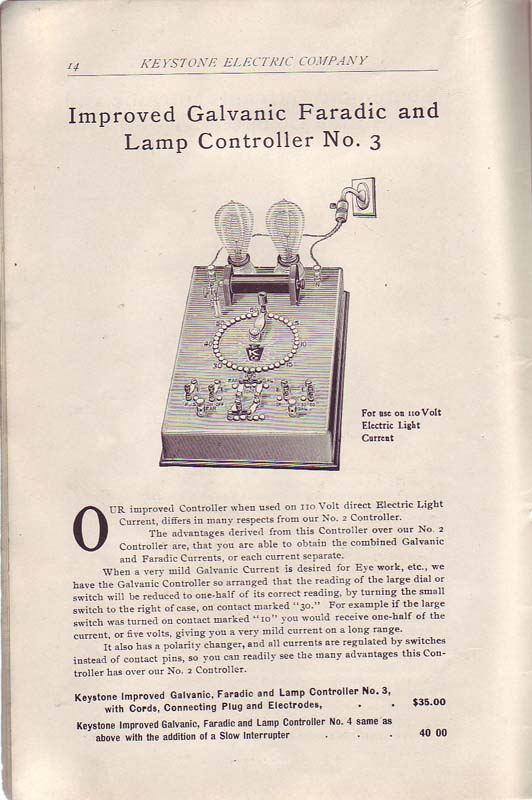 14 KEYSTONE ELECTRIC COMPANY
Improved Galvanic Faradic and
Lamp Controller No. 3
For use on 110 Volt
Electric Light
Current
OUR improved Controller when used on 110 Volt direct Electric Light
Current, differs in many respects from our No. 2 Controller.
The advantages derived from this Controller over our No. 2
Controller are, that you are able to obtain the combined Galvanic
and Faradic Currents, or each current separate.
When a very mild Galvanic Current is desired for Eye work, etc., we
have the Galvanic Controller so arranged that the reading of the large dial or
switch will be reduced to one-half of its correct reading, by turning the small
switch to the right of case, on contact marked "30." For example if the large
switch was turned on contact marked "10" you would receive one-half of the
current, or five volts, giving you a very mild current on a long range.
It also has a polarity changer, and all currents are regulated by switches
instead of contact pins, so you can readily see the many advantages this Con-
troller has over our No. 2 Controller.
Keystone Improved Galvanic, Faradic and Lamp Controller No. 3,
with Cords, Connecting Plug and Electrodes, . . $35.00
Keystone Improved Galvanic, Faradic and Lamp Controller No. 4 same as
above with the addition of a Slow Interrupter . . . 40 00